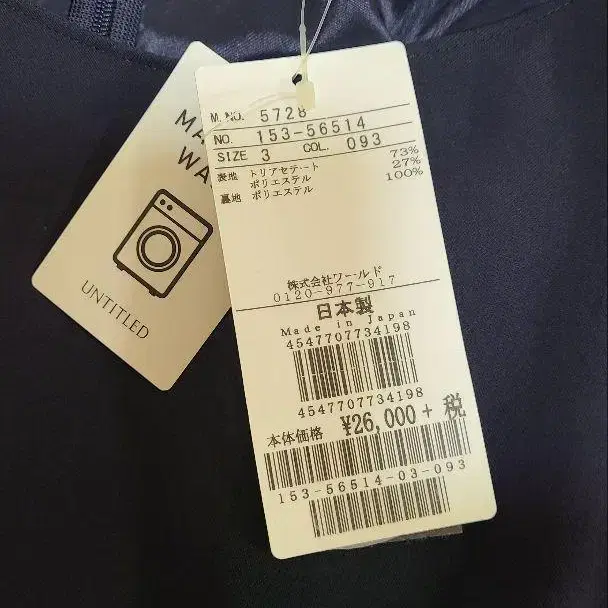 MA
WA
UNTITLED
M. NO. 5728
NO. 153-56514
SIZE 3 COL. 093
表地 トリアセテート 73%
ポリエステル 27%
裏地 ポリエステル 100%
株式会社ワールド
0120-977-917
日本製
Made in Japan
4547707734198
4547707734198
本体価格 ¥26,000 + 税
153-56514-03-093